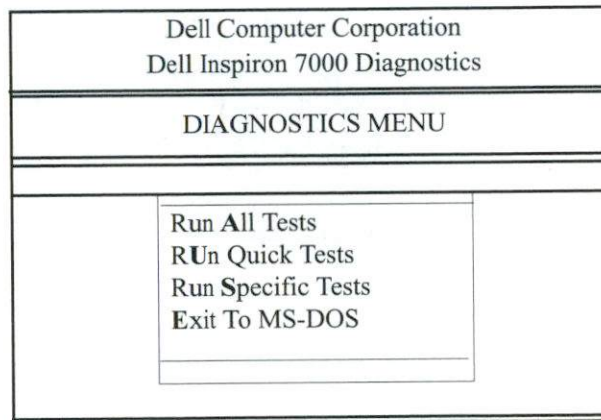 Dell Computer Corporation
Dell Inspiron 7000 Diagnostics
DIAGNOSTICS MENU
Run All Tests
RUn Quick Tests
Run Specific Tests
Exit To MS-DOS